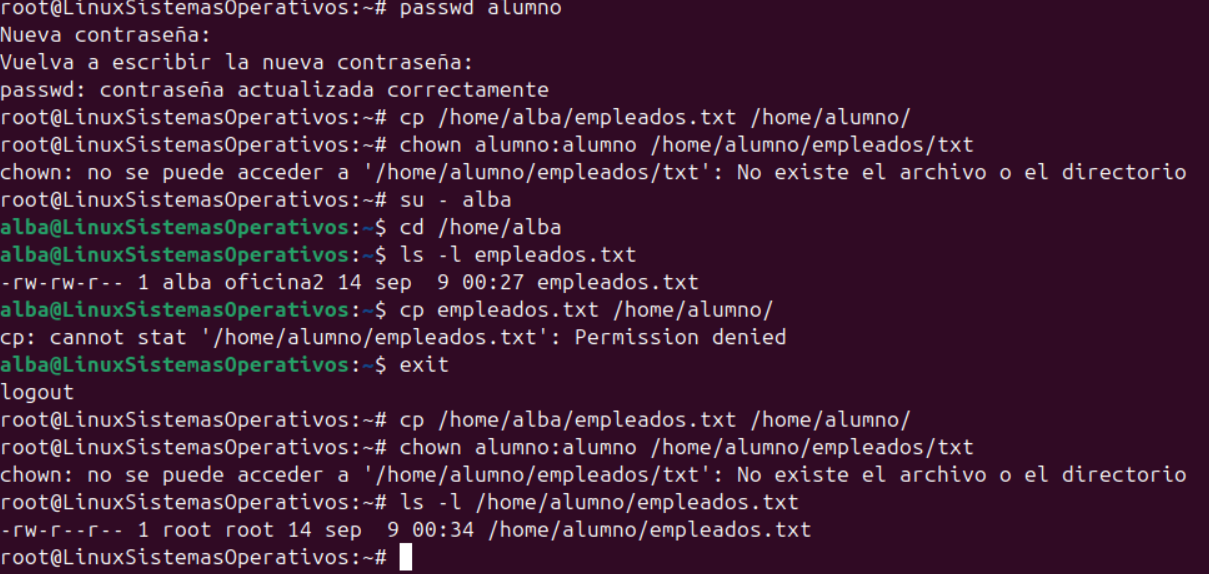 root@LinuxSistemasOperativos:~# passwd alumno
Nueva contraseña:
Vuelva a escribir la nueva contraseña:
passwd: contraseña actualizada correctamente
root@LinuxSistemasOperativos:~# cp /home/alba/empleados.txt /home/alumno/
root@LinuxSistemasOperativos:~# chown alumno:alumno /home/alumno/empleados/txt
chown: no se puede acceder a '/home/alumno/empleados/txt': No existe el archivo o el directorio
root@LinuxSistemasOperativos:~# su - alba
alba@LinuxSistemasOperativos:~$ cd /home/alba
alba@LinuxSistemasOperativos:~$ ls -l empleados.txt
-rw-rw-r-- 1 alba oficina2 14 sep  9 00:27 empleados.txt
alba@LinuxSistemasOperativos:~$ cp empleados.txt /home/alumno/
cp: cannot stat '/home/alumno/empleados.txt': Permission denied
alba@LinuxSistemasOperativos:~$ exit
logout
root@LinuxSistemasOperativos:~# cp /home/alba/empleados.txt /home/alumno/
root@LinuxSistemasOperativos:~# chown alumno:alumno /home/alumno/empleados/txt
chown: no se puede acceder a '/home/alumno/empleados/txt': No existe el archivo o el directorio
root@LinuxSistemasOperativos:~# ls -l /home/alumno/empleados.txt
-rw-r--r-- 1 root root 14 sep  9 00:34 /home/alumno/empleados.txt
root@LinuxSistemasOperativos:~#